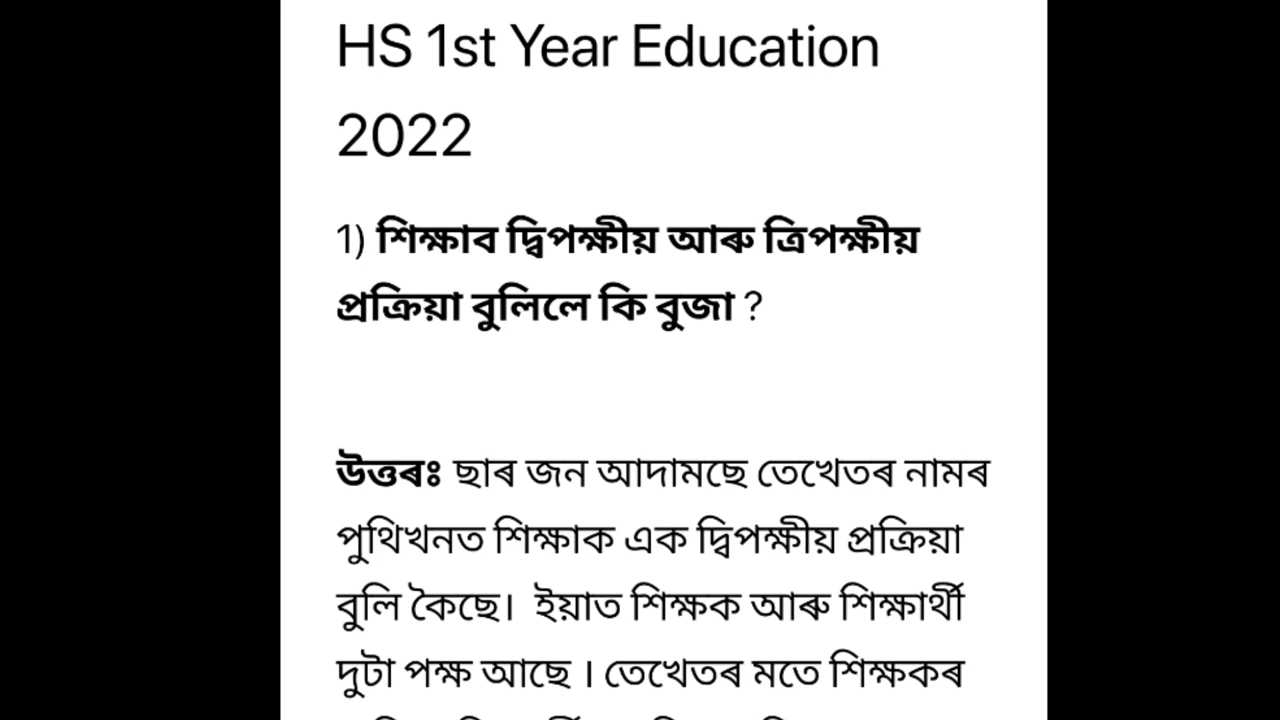 HS 1st Year Education
2022
1) শিক্ষাব দ্বিপক্ষীয় আৰু ত্ৰিপক্ষীয়
প্ৰক্ৰিয়া বুলিলে কি বুজা ?
উত্তৰঃ ছাৰ জন আদামছে তেখেতৰ নামৰ
পুথিখনত শিক্ষাক এক দ্বিপক্ষীয় প্ৰক্ৰিয়া
বুলি কৈছে। ইয়াত শিক্ষক আৰু শিক্ষাৰ্থী
দুটা পক্ষ আছে । তেখেতৰ মতে শিক্ষকৰ